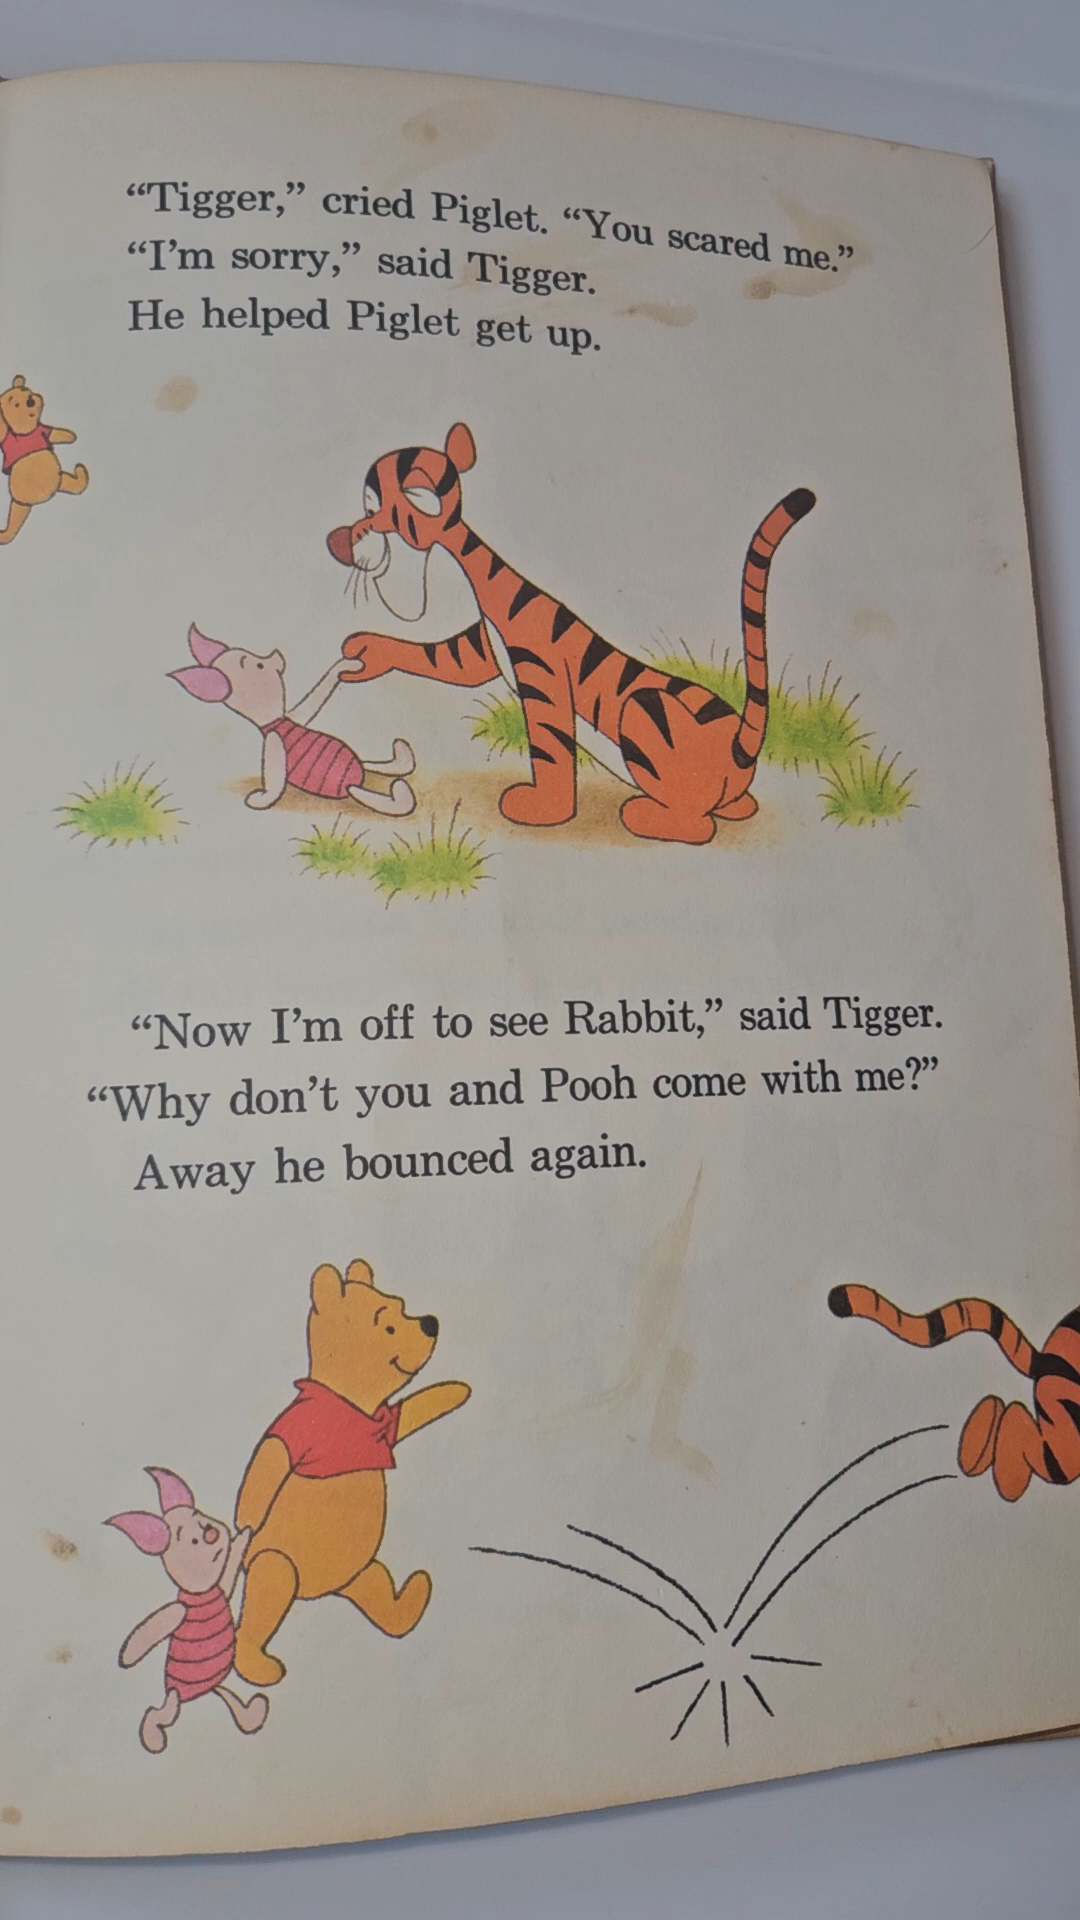 “Tigger,” cried Piglet. “You scared me.”
“I’m sorry,” said Tigger.
He helped Piglet get up.
“Now I’m off to see Rabbit,” said Tigger.
“Why don’t you and Pooh come with me?”
Away he bounced again.